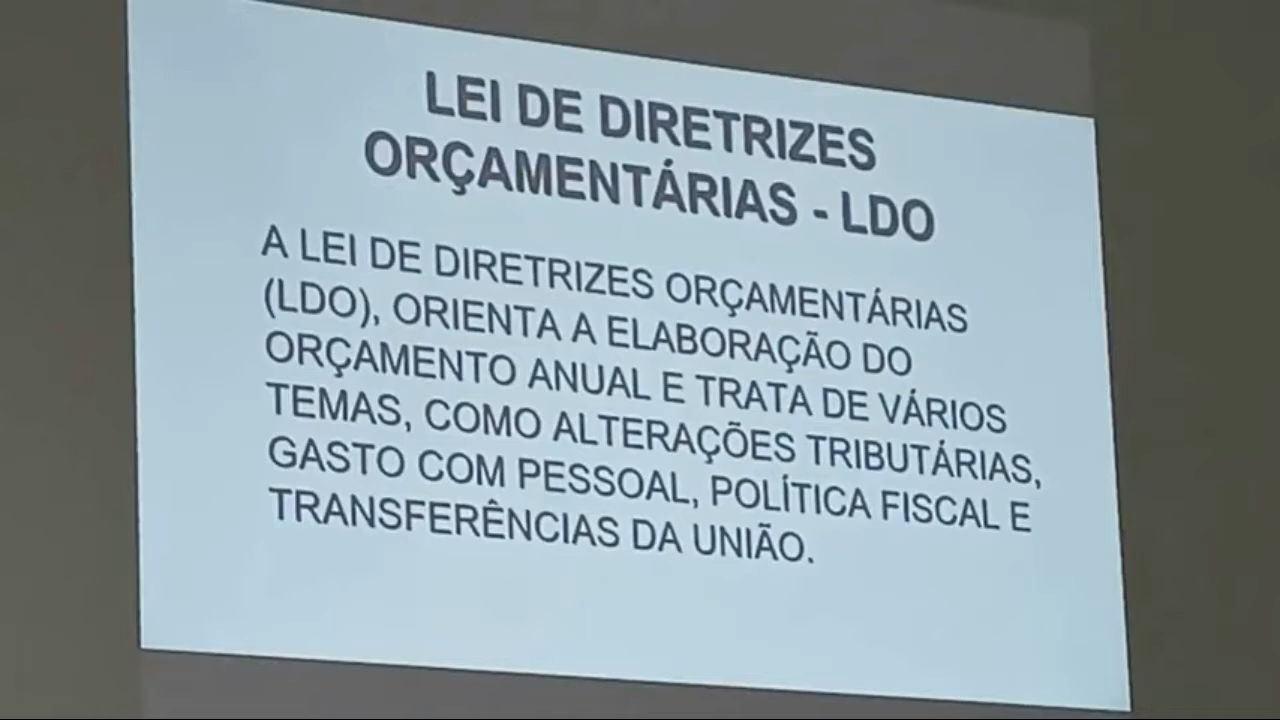 LEI DE DIRETRIZES
ORÇAMENTÁRIAS - LDO
A LEI DE DIRETRIZES ORÇAMENTÁRIAS
(LDO), ORIENTA A ELABORAÇÃO DO
ORÇAMENTO ANUAL E TRATA DE VÁRIOS
TEMAS, COMO ALTERAÇÕES TRIBUTÁRIAS,
GASTO COM PESSOAL, POLÍTICA FISCAL E
TRANSFERÊNCIAS DA UNIÃO.